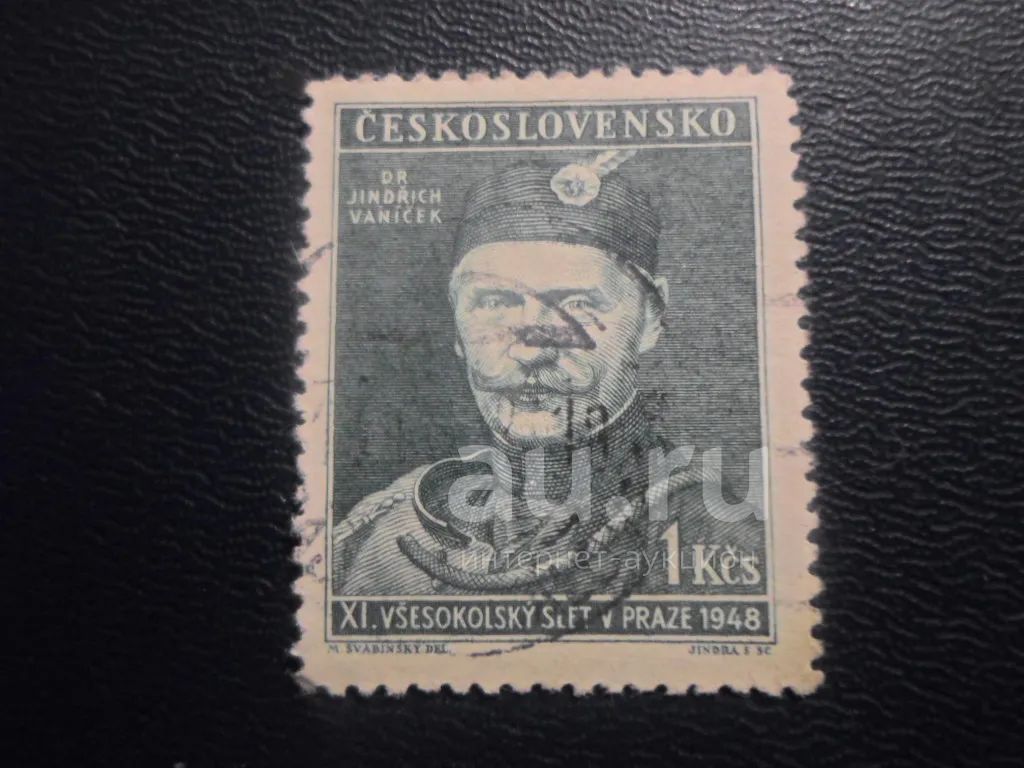 ČESKOSLOVENSKO
DR
JINDŘICH
VANÍČEK
18
au.ru
интернет-аукцион
1 Kčs
XI. VŠESOKOLSKÝ SLET V PRAZE 1948
M. ŠVABINSKÝ DEL.
JINDRA S SC